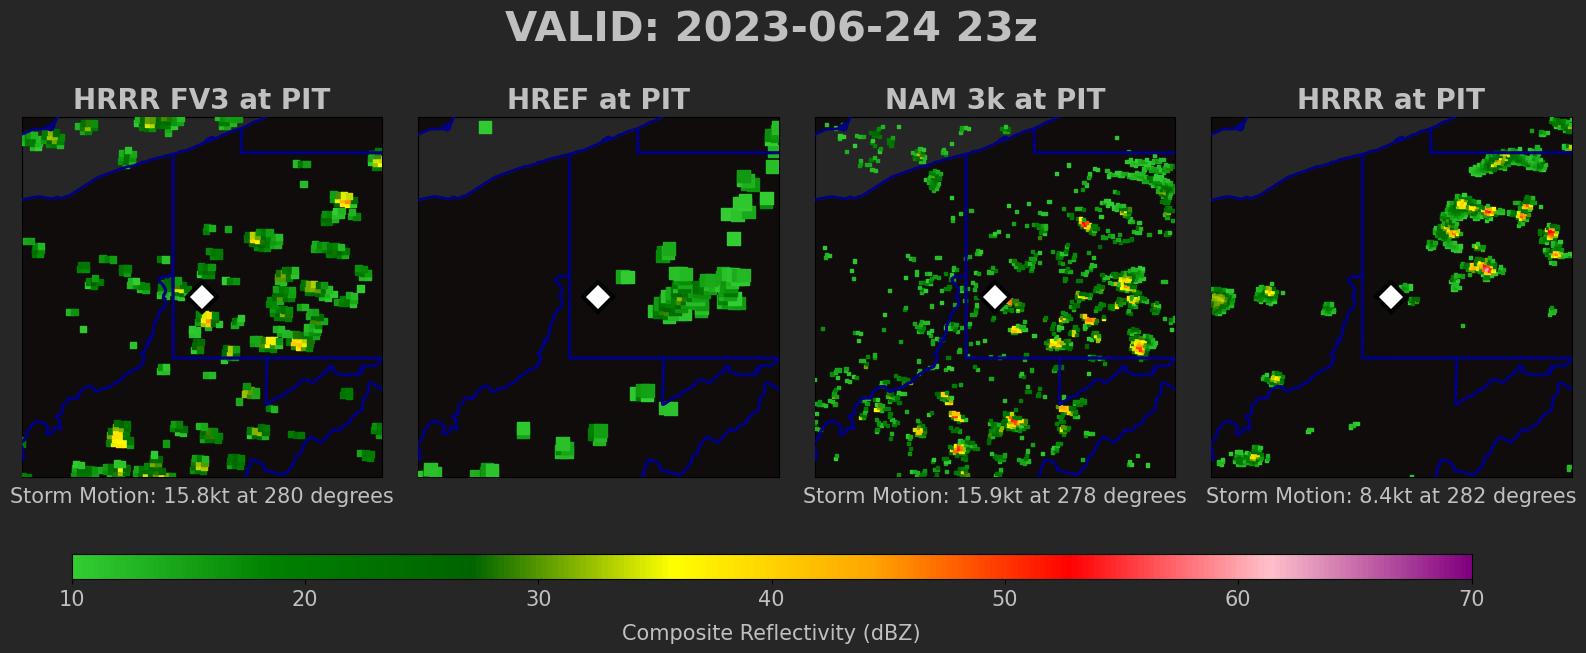 VALID: 2023-06-24 23z
HRRR FV3 at PIT
HREF at PIT
NAM 3k at PIT
HRRR at PIT
Storm Motion: 15.8kt at 280 degrees
Storm Motion: 15.9kt at 278 degrees
Storm Motion: 8.4kt at 282 degrees
10 20 30 40 50 60 70
Composite Reflectivity (dBZ)